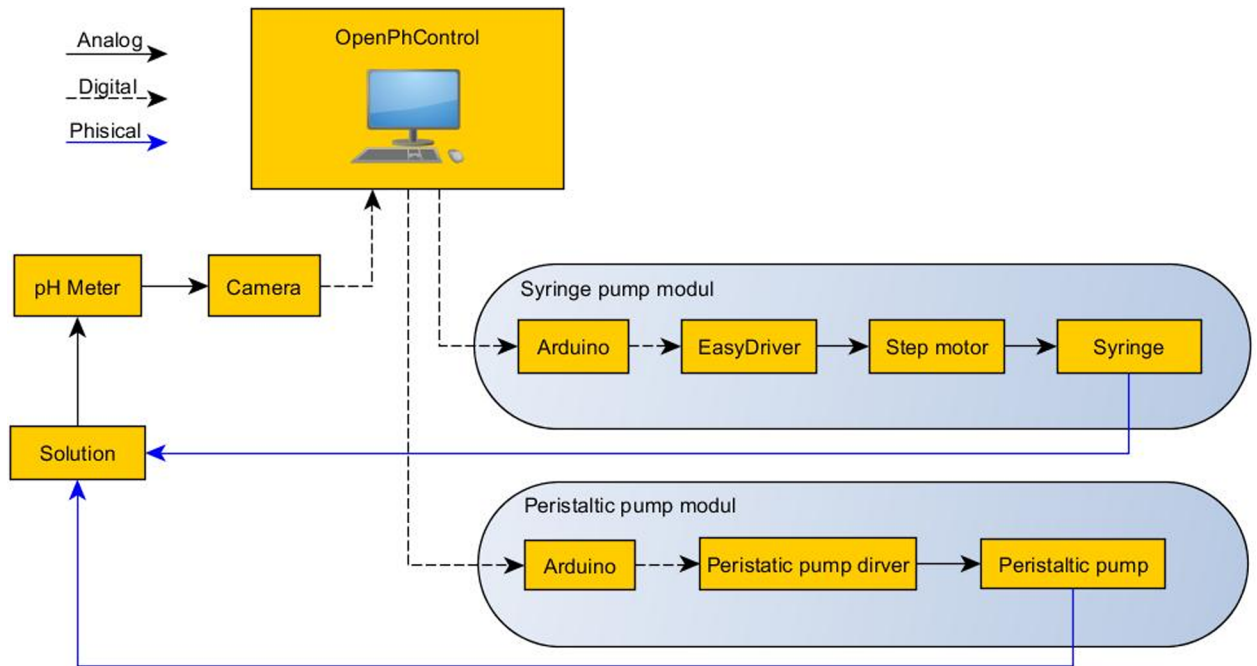 Analog
Digital
Phisical
OpenPhControl
pH Meter
Camera
Solution
Syringe pump modul
Arduino
EasyDriver
Step motor
Syringe
Peristaltic pump modul
Arduino
Peristatic pump dirver
Peristaltic pump